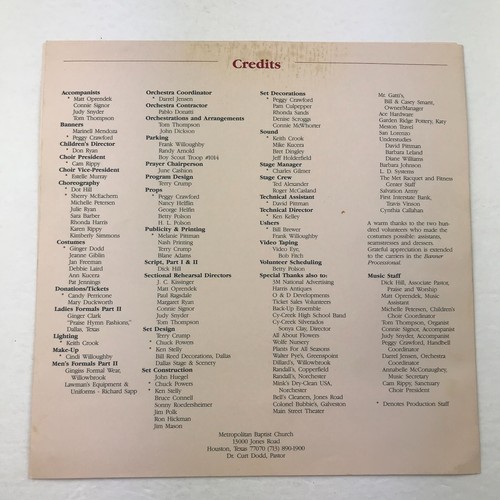 Credits
Accompanists
* Matt Oprendek
Connie Signor
Judy Snyder
Tom Thompson
Banners
Marinell Mendoza
* Peggy Crawford
Children's Director
* Don Ryan
Choir President
* Cam Rippy
Choir Vice-President
* Estelle Murray
Choreography
* Dot Hill
Sherry McEachern
Michelle Petersen
Julie Ryan
Sara Barber
Rhonda Harris
Karen Rippy
Kimberly Simmons
Costumes
* Ginger Dodd
Jeanne Giblin
Jan Freeman
Debbie Laird
Ann Kucera
Pat Jennings
Donations/Tickets
* Candy Perricone
Mary Duckworth
Ladies Formals Part II
Ginger Clark
"Praise Hymn Fashions,"
Dallas, Texas
Lighting
* Keith Crook
Make-Up
* Cindi Willoughby
Men's Formals Part II
Gingiss Formal Wear,
Willowbrook
Lawman's Equipment &
Uniforms - Richard Sapp
Orchestra Coordinator
* Darrel Jensen
Orchestra Contractor
Pablo Donatti
Orchestrations and Arrangements
Tom Thompson
John Dickson
Parking
Frank Willoughby
Randy Arnold
Boy Scout Troop #1014
Prayer Chairperson
June Cashion
Program Design
Terry Crump
Props
* Peggy Crawford
Nancy Hefflin
George Heflin
Betty Polson
H. L. Polson
Publicity & Printing
* Melanie Pittman
Nash Printing
Terry Crump
Blane Adams
Script, Part I & II
Dick Hill
Sectional Rehearsal Directors
J. C. Kissinger
Matt Oprendek
Paul Ragsdale
Margaret Ryan
Connie Signor
Judy Snyder
Tom Thompson
Set Design
Terry Crump
* Chuck Powers
* Ken Stelly
Bill Reed Decorations, Dallas
Dallas Stage & Scenery
Set Construction
* John Huegel
* Chuck Powers
* Ken Stelly
Bruce Connell
Sonny Roedersheimer
Jim Polk
Ron Hickman
Jim Mason
Set Decorations
* Peggy Crawford
Pam Culpepper
Rhonda Sands
Denise Scroggs
Connie McWhorter
Sound
* Keith Crook
Mike Kucera
Bret Dingley
Jeff Holderfield
Stage Manager
* Charles Gilmer
Stage Crew
Ted Alexander
Roger McCasland
Technical Assistant
* David Pittman
Technical Director
* Ken Kelley
Ushers
* Bill Brewer
Frank Willoughby
Video Taping
Video Eye,
Bob Fitch
Volunteer Scheduling
Betty Polson
Special Thanks also to:
3M National Advertising
Harris Antiques
O & D Developments
Ticket Sales Volunteers
Back-Up Ensemble
Cy-Creek High School Band
Cy-Creek Silverados
Sonya Clay, Director
All About Flowers
Wolfe Nursery
Plants For All Seasons
Walter Pye's, Greenspoint
Dillard's, Willowbrook
Randall's, Copperfield
Randall's, Norchester
Mink's Dry-Clean USA,
Norchester
Bell's Cleaners, Jones Road
Colonel Bubbie's, Galveston
Main Street Theater
Mr. Gatti's,
Bill & Casey Smaut,
Owner/Manager
Ace Hardware
Garden Ridge Pottery, Katy
Meston Travel
San Lorenzo
Understudies
David Pittman
Barbara Leland
Diane Williams
Barbara Johnson
L. D. Systems
The Met Racquet and Fitness
Center Staff
Salvation Army
First Interstate Bank,
Travis Vincon
Cynthia Callahan
A warm thanks to the two hun-
dred volunteers who made the
costumes possible: assistants,
seamstresses and dressers.
Grateful appreciation is extended
to the carriers in the Banner
Processional.
Music Staff
Dick Hill, Associate Pastor,
Praise and Worship
Matt Oprendek, Music
Assistant
Michelle Petersen, Children's
Choir Coordinator
Tom Thompson, Organist
Connie Signor, Accompanist
Judy Snyder, Accompanist
Peggy Crawford, Handbell
Coordinator
Darrel Jensen, Orchestra
Coordinator
Annabelle McConaughey,
Music Secretary
Cam Rippy, Sanctuary
Choir President
* Denotes Production Staff
Metropolitan Baptist Church
13000 Jones Road
Houston, Texas 77070 (713) 890-1900
Dr. Curt Dodd, Pastor